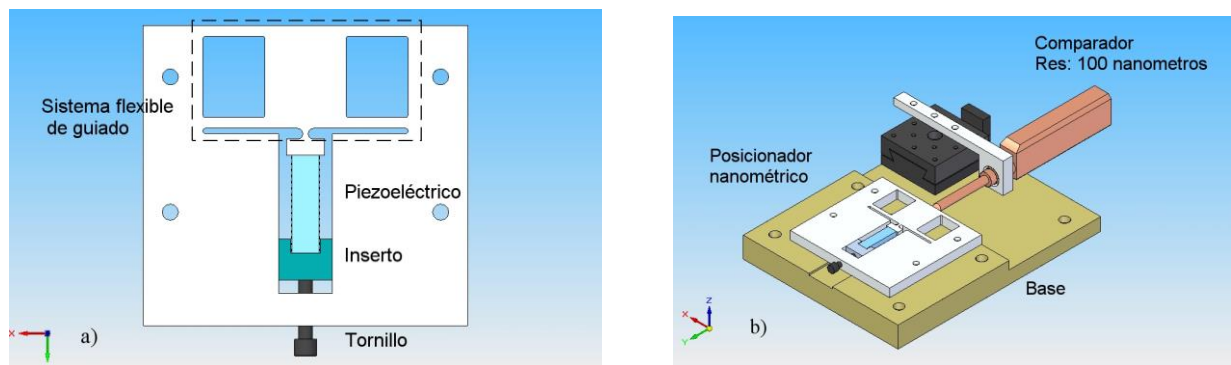 Sistema flexible
de guiado
Piezoeléctrico
Inserto
Tornillo
X
a)
Comparador
Res: 100 nanometros
Posicionador
nanométrico
Base
Z
X
Y
b)